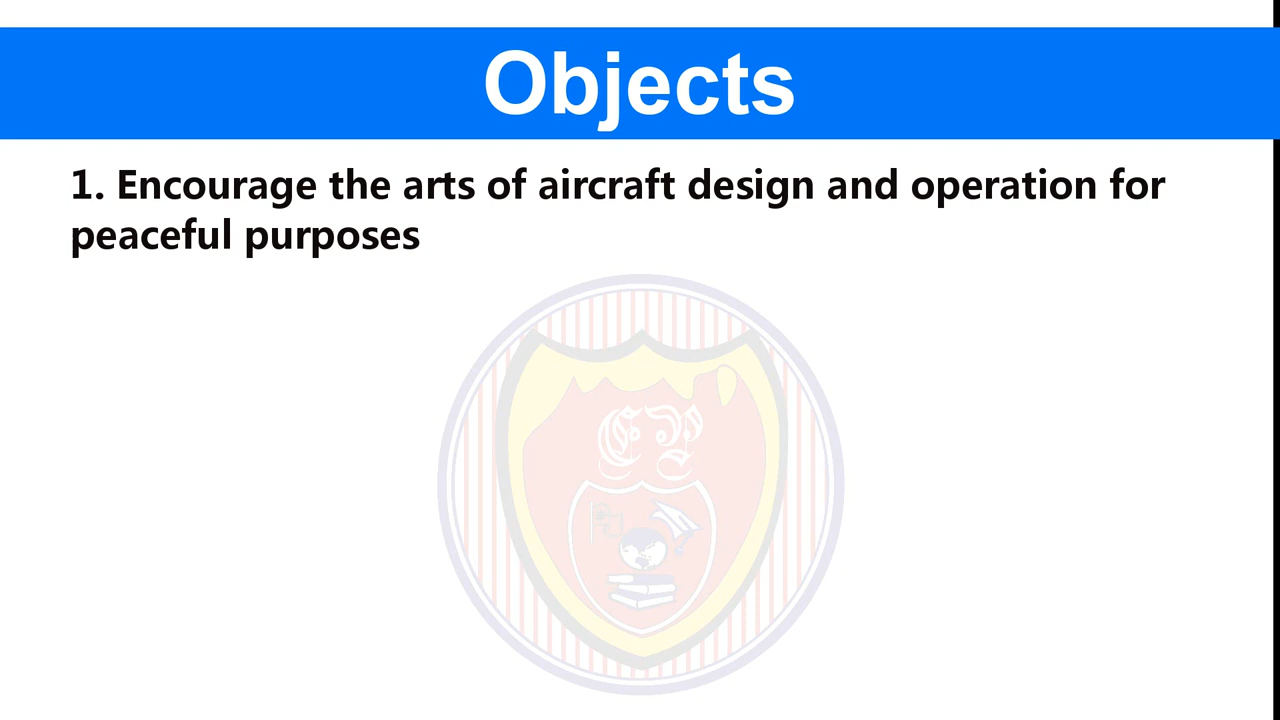 Objects
1. Encourage the arts of aircraft design and operation for
peaceful purposes